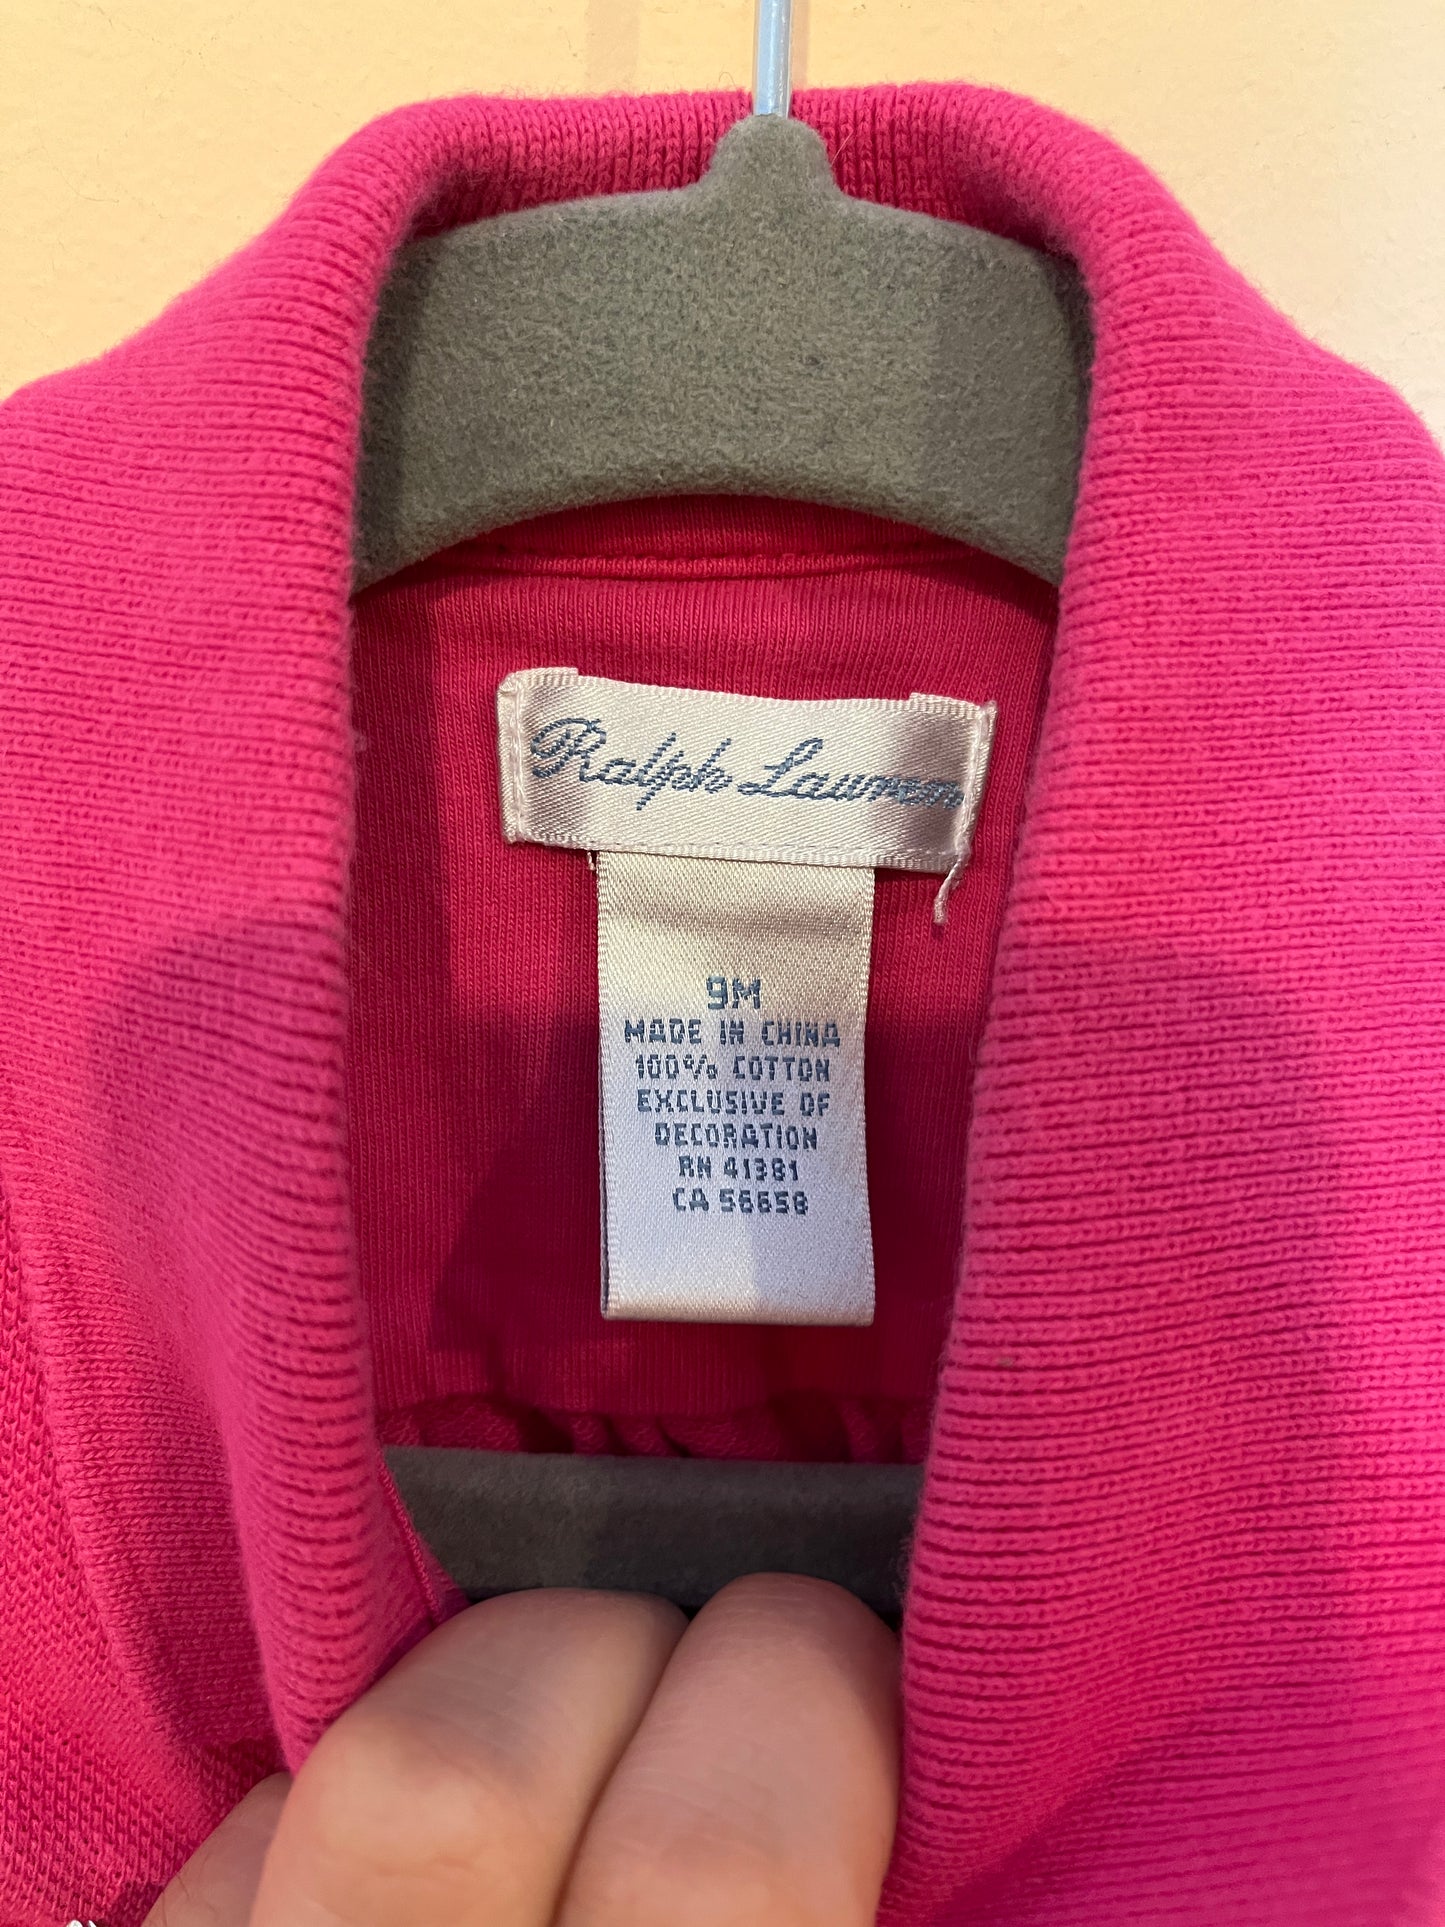 Ralph Lauren
9M
MADE IN CHINA
100% COTTON
EXCLUSIVE OF
DECORATION
RN 41381
CA 56658